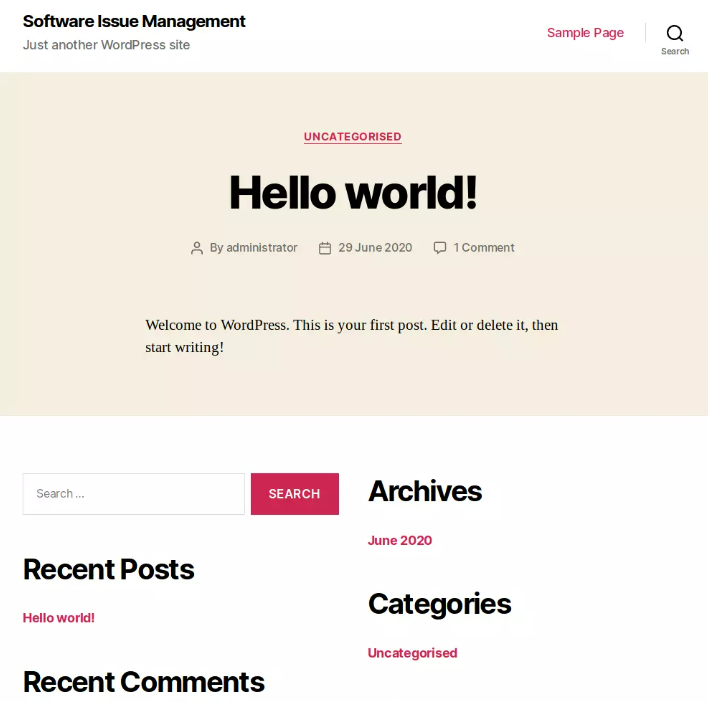 Software Issue Management
Just another WordPress site
Sample Page
Search
UNCATEGORISED
Hello world!
By administrator
29 June 2020
1 Comment
Welcome to WordPress. This is your first post. Edit or delete it, then
start writing!
Search …
SEARCH
Recent Posts
Hello world!
Recent Comments
Archives
June 2020
Categories
Uncategorised